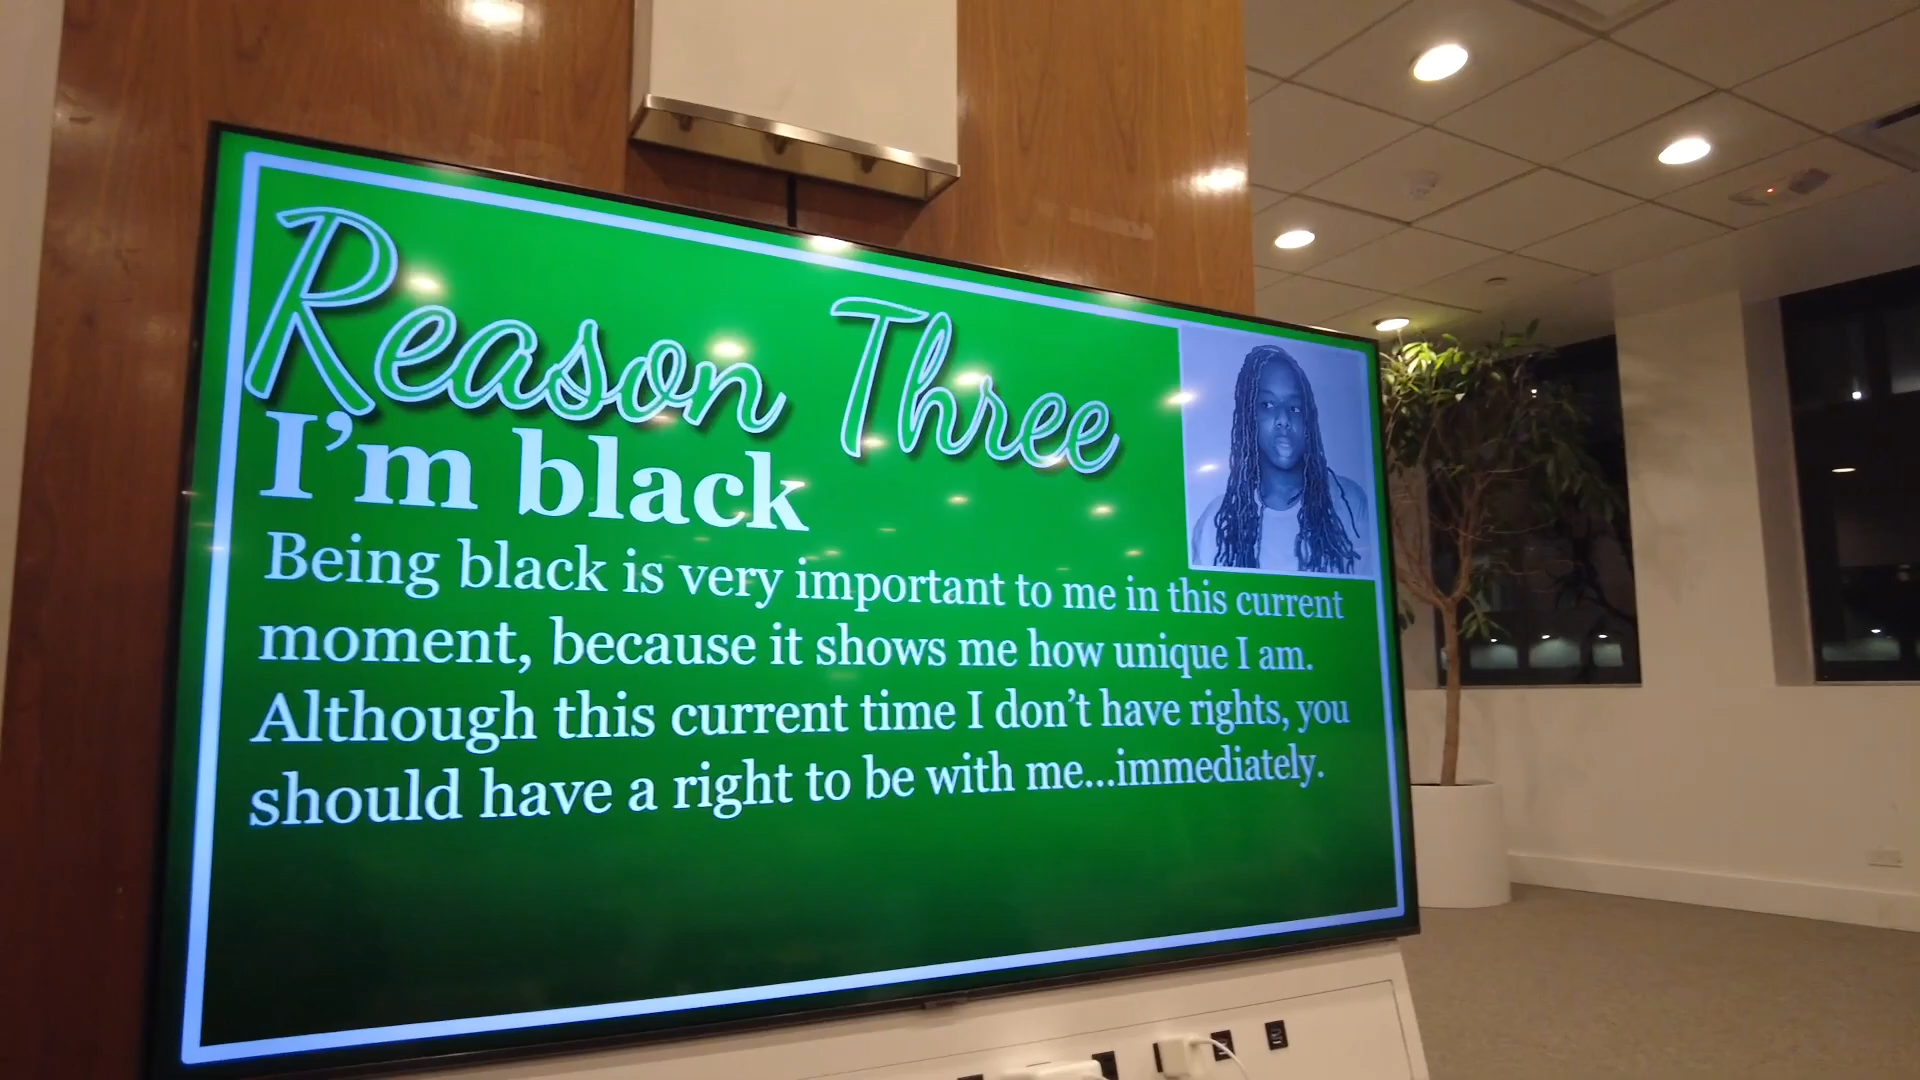 Reason Three
I'm black
Being black is very important to me in this current
moment, because it shows me how unique I am.
Although this current time I don't have rights, you
should have a right to be with me...immediately.